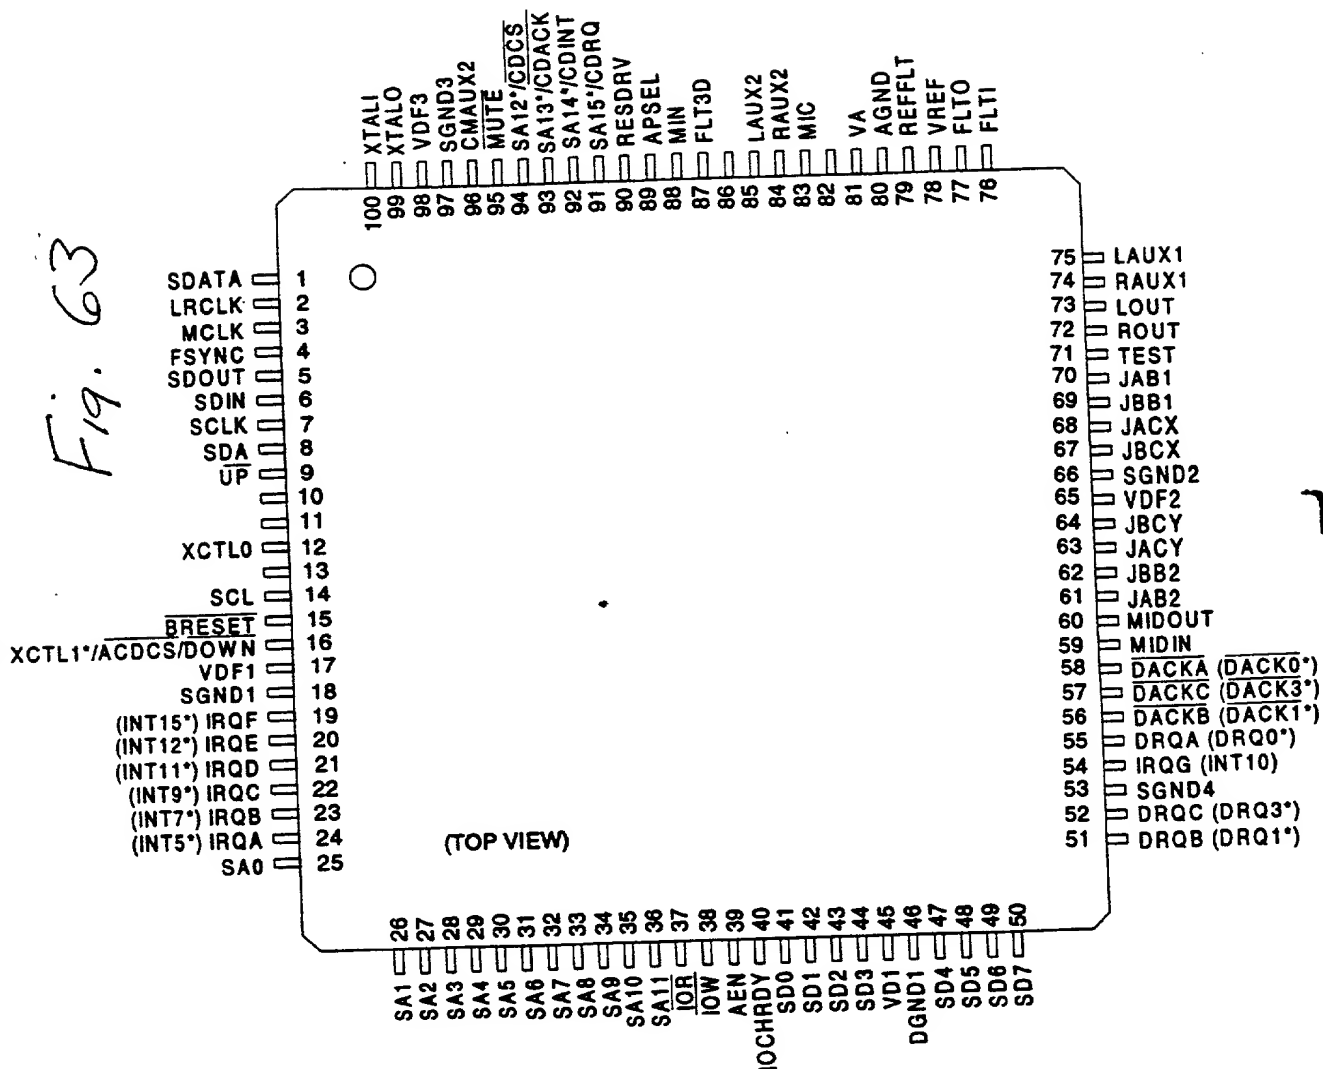 Fig. 63
XTALI
XTALO
VDF3
SGND3
CMAUX2
MUTE
SA12*/CDCS
SA13*/CDACK
SA14*/CDINT
SA15*/CDRQ
RESDRV
APSEL
MIN
FLT3D
LAUX2
RAUX2
MIC
VA
AGND
REFFLT
VREF
FLTO
FLTI
100 99 98 97 96 95 94 93 92 91 90 89 88 87 86 85 84 83 82 81 80 79 78 77 76
SDATA 1
LRCLK 2
MCLK 3
FSYNC 4
SDOUT 5
SDIN 6
SCLK 7
SDA 8
UP 9
10
11
XCTL0 12
13
SCL 14
BRESET 15
XCTL1*/ACDCS/DOWN 16
VDF1 17
SGND1 18
(INT15*) IRQF 19
(INT12*) IRQE 20
(INT11*) IRQD 21
(INT9*) IRQC 22
(INT7*) IRQB 23
(INT5*) IRQA 24
SA0 25
(TOP VIEW)
75 LAUX1
74 RAUX1
73 LOUT
72 ROUT
71 TEST
70 JAB1
69 JBB1
68 JACX
67 JBCX
66 SGND2
65 VDF2
64 JBCY
63 JACY
62 JBB2
61 JAB2
60 MIDOUT
59 MIDIN
58 DACKA (DACK0*)
57 DACKC (DACK3*)
56 DACKB (DACK1*)
55 DRQA (DRQ0*)
54 IRQG (INT10)
53 SGND4
52 DRQC (DRQ3*)
51 DRQB (DRQ1*)
26 27 28 29 30 31 32 33 34 35 36 37 38 39 40 41 42 43 44 45 46 47 48 49 50
SA1
SA2
SA3
SA4
SA5
SA6
SA7
SA8
SA9
SA10
SA11
IOR
IOW
AEN
IOCHRDY
SD0
SD1
SD2
SD3
VD1
DGND1
SD4
SD5
SD6
SD7